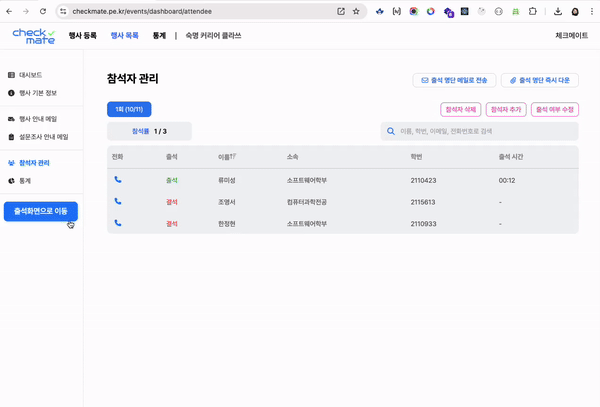 checkmate.pe.kr/events/dashboard/attendee
check mate
행사 등록 행사 목록 통계 | 숙명 커리어 클라쓰 체크메이트
대시보드
행사 기본 정보
행사 안내 메일
설문조사 안내 메일
참석자 관리
통계
출석화면으로 이동
참석자 관리
출석 명단 메일로 전송 출석 명단 즉시 다운
1회 (10/11) 참석자 삭제 참석자 추가 출석 여부 수정
참석률 1 / 3 이름, 학번, 이메일, 전화번호로 검색
전화 출석 이름 소속 학번 출석 시간
출석 류미성 소프트웨어학부 2110423 00:12
결석 조영서 컴퓨터과학전공 2115613 -
결석 한정현 소프트웨어학부 2110933 -